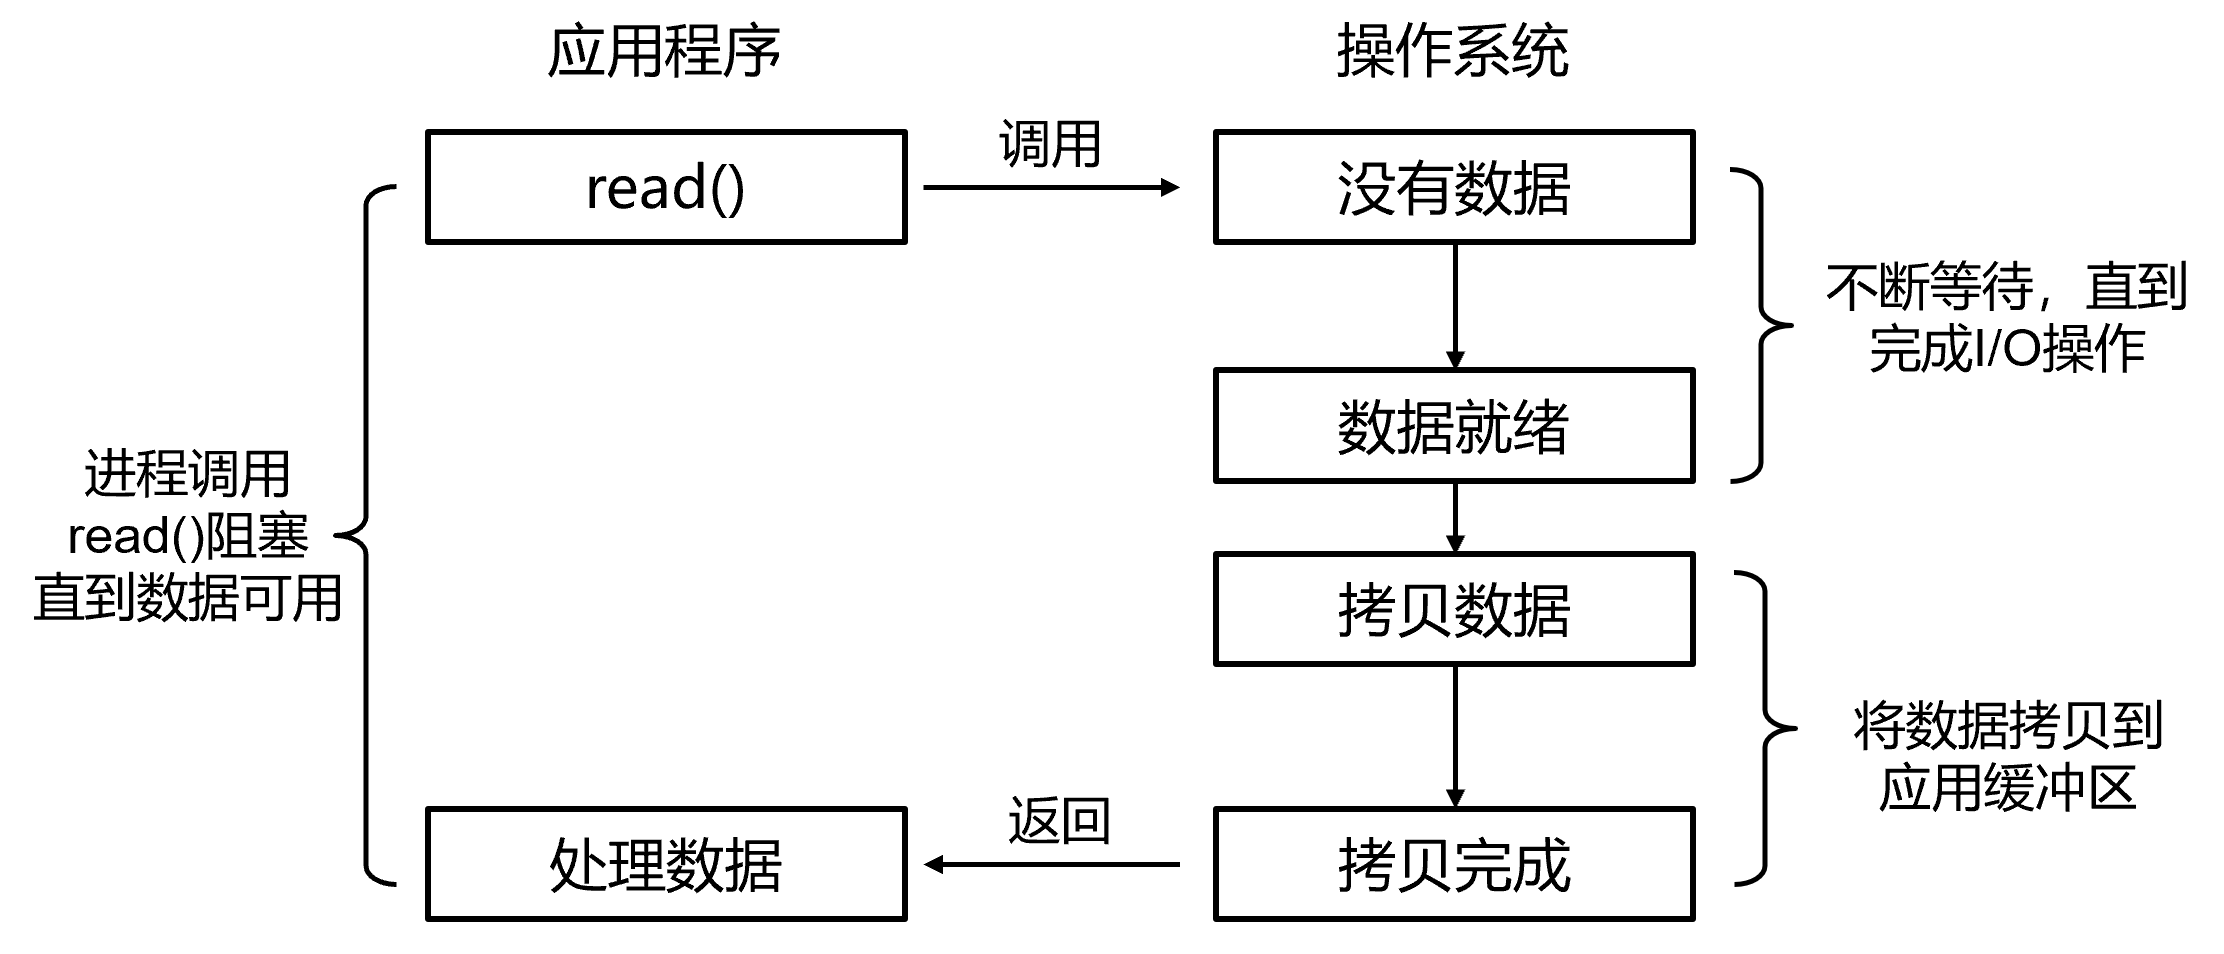 应用程序
操作系统
read()
调用
没有数据
不断等待，直到
完成I/O操作
数据就绪
进程调用
read()阻塞
直到数据可用
拷贝数据
将数据拷贝到
应用缓冲区
处理数据
返回
拷贝完成